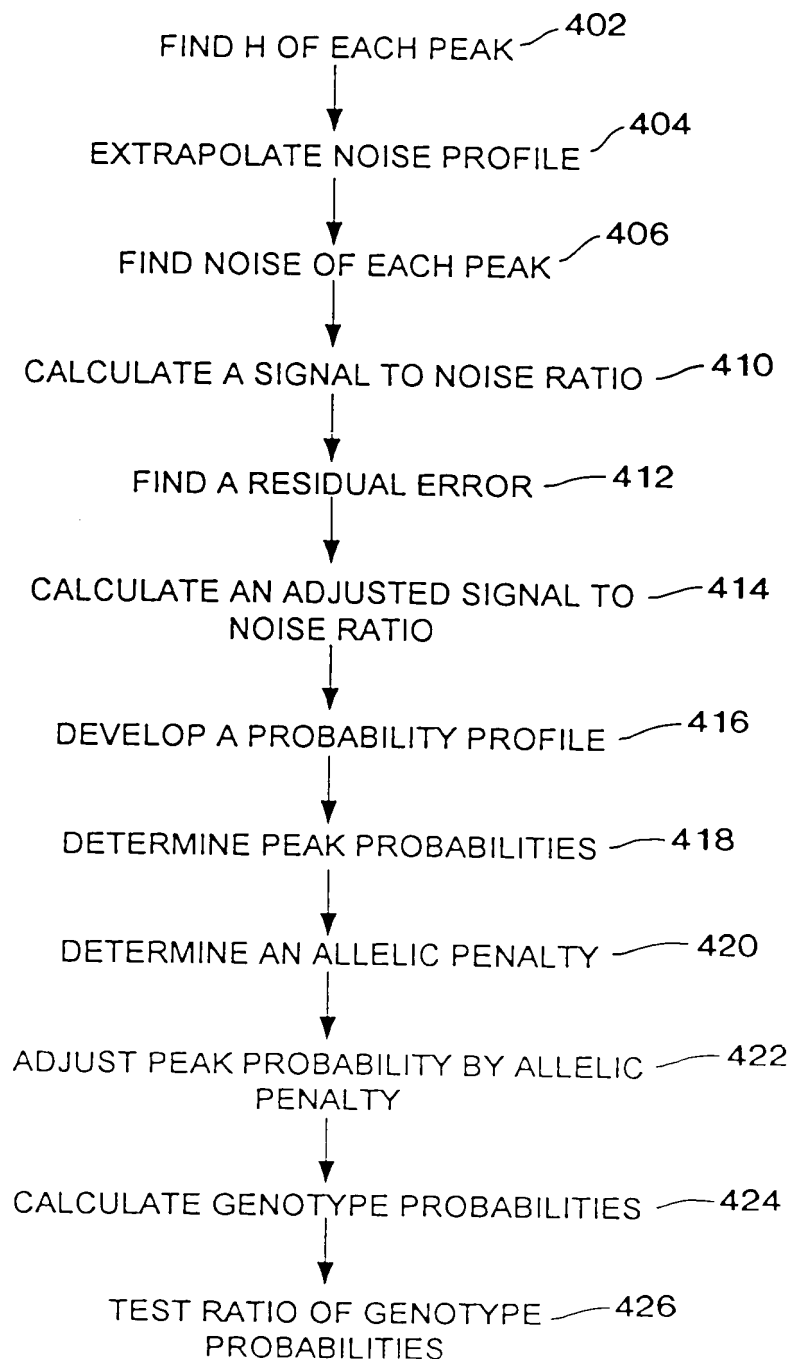 FIND H OF EACH PEAK 402
EXTRAPOLATE NOISE PROFILE 404
FIND NOISE OF EACH PEAK 406
CALCULATE A SIGNAL TO NOISE RATIO 410
FIND A RESIDUAL ERROR 412
CALCULATE AN ADJUSTED SIGNAL TO 414
NOISE RATIO
DEVELOP A PROBABILITY PROFILE 416
DETERMINE PEAK PROBABILITIES 418
DETERMINE AN ALLELIC PENALTY 420
ADJUST PEAK PROBABILITY BY ALLELIC 422
PENALTY
CALCULATE GENOTYPE PROBABILITIES 424
TEST RATIO OF GENOTYPE 426
PROBABILITIES